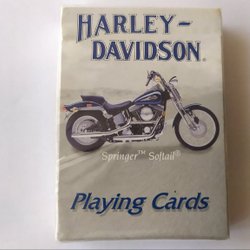 HARLEY-
DAVIDSON®
Springer™ Softail®
Playing Cards